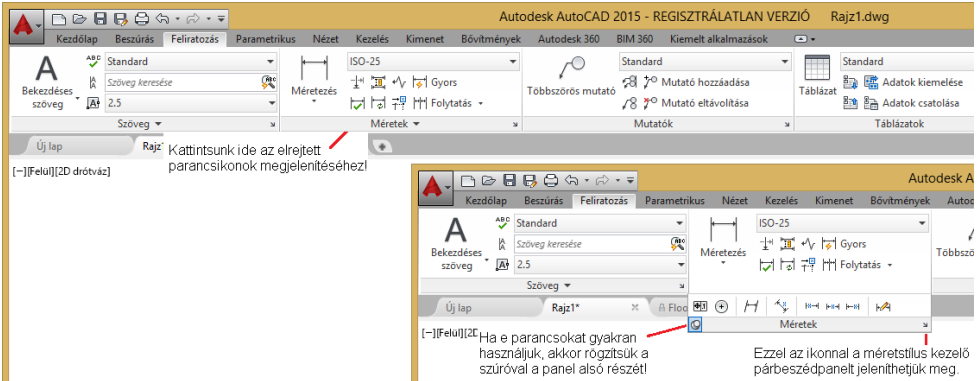 Autodesk AutoCAD 2015 - REGISZTRÁLATLAN VERZIÓ Rajz1.dwg
Kezdőlap Beszúrás Feliratozás Parametrikus Nézet Kezelés Kimenet Bővítmények Autodesk 360 BIM 360 Kiemelt alkalmazások
Standard ISO-25 Standard Standard
Szöveg keresése Gyors Mutató hozzáadása Adatok kiemelése
Bekezdéses szöveg Méretezés Többszörös mutató Táblázat
2.5 Folytatás Mutató eltávolítása Adatok csatolása
Szöveg Méretek Mutatók Táblázatok
Új lap
Kattintsunk ide az elrejtett
parancsikonok megjelenítéséhez!
[−][Felül][2D drótváz]
Autodesk A
Kezdőlap Beszúrás Feliratozás Parametrikus Nézet Kezelés Kimenet Bővítmények Autod
Standard ISO-25
Szöveg keresése Gyors
Bekezdéses szöveg Méretezés Többszö
2.5 Folytatás
Szöveg
Új lap Rajz1* Floo
Méretek
[−][Felül][2D
Ha e parancsokat gyakran
használjuk, akkor rögzítsük a
szúróval a panel alsó részét!
Ezzel az ikonnal a méretstílus kezelő
párbeszédpanelt jeleníthetjük meg.